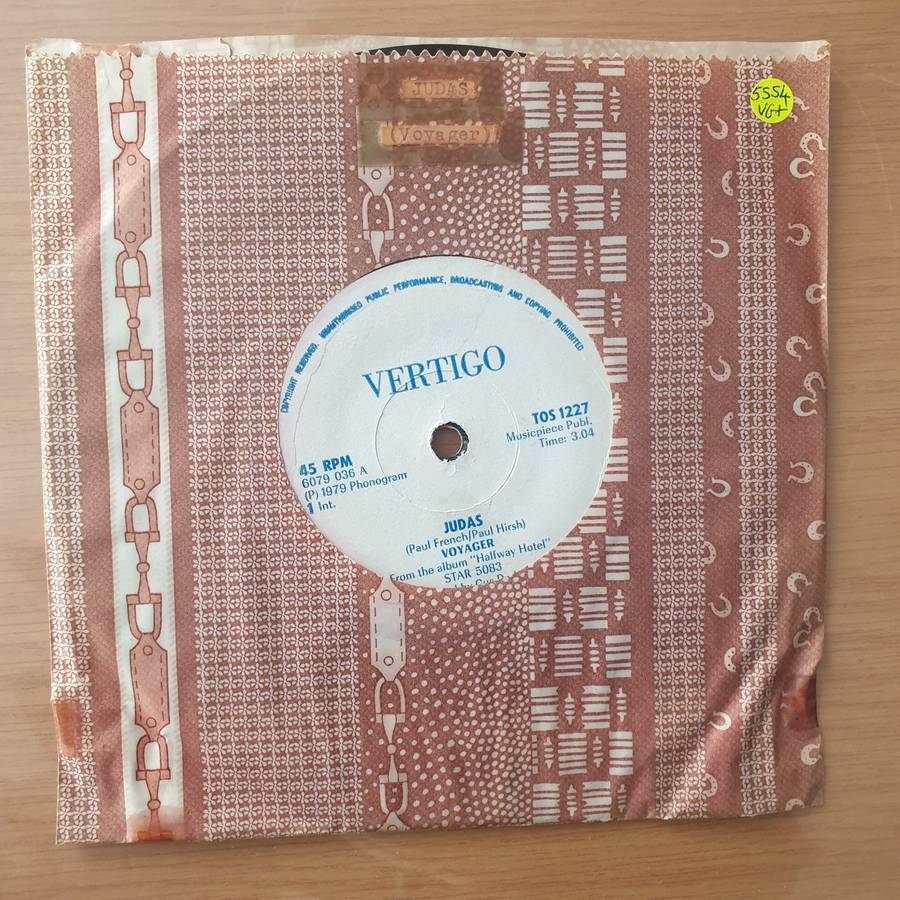 JUDAS
(Voyager)
5554
VG+
COPYRIGHT RESERVED, UNAUTHORISED PUBLIC PERFORMANCE, BROADCASTING AND COPYING PROHIBITED
VERTIGO
TOS 1227
Musicpiece Publ.
Time: 3.04
45 RPM
6079 036 A
(P) 1979 Phonogram
1 Int.
JUDAS
(Paul French/Paul Hirsh)
VOYAGER
From the album "Halfway Hotel"
STAR 5083